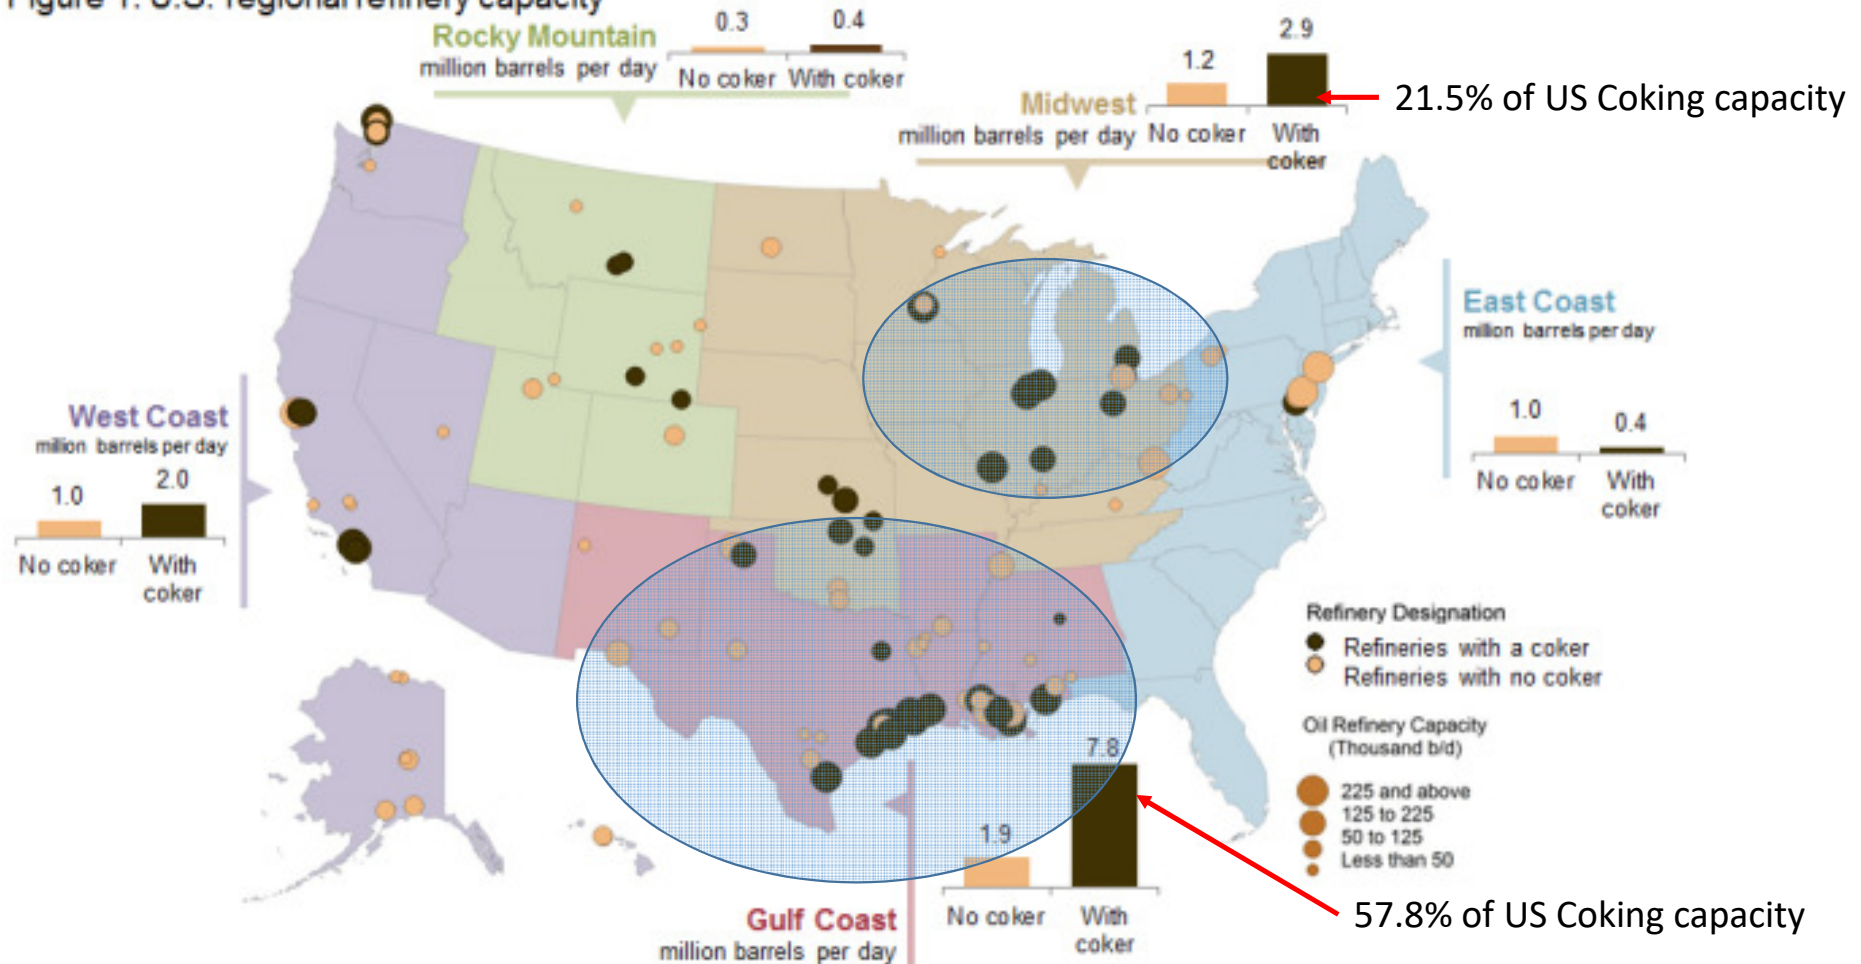 Figure 1. U.S. regional refinery capacity
Rocky Mountain
million barrels per day
0.3
0.4
No coker
With coker
Midwest
million barrels per day
1.2
2.9
No coker
With
coker
21.5% of US Coking capacity
East Coast
million barrels per day
1.0
0.4
No coker
With
coker
West Coast
million barrels per day
1.0
2.0
No coker
With
coker
Refinery Designation
Refineries with a coker
Refineries with no coker
Oil Refinery Capacity
(Thousand b/d)
225 and above
125 to 225
50 to 125
Less than 50
Gulf Coast
million barrels per day
1.9
7.8
No coker
With
coker
57.8% of US Coking capacity